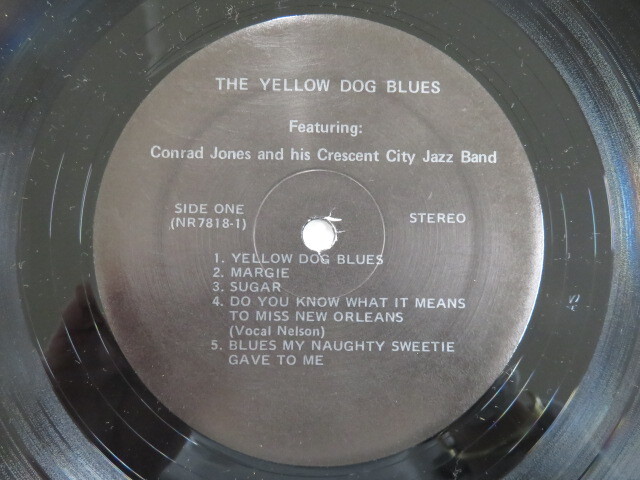 THE YELLOW DOG BLUES
Featuring:
Conrad Jones and his Crescent City Jazz Band
SIDE ONE
(NR7818-1)
STEREO
1. YELLOW DOG BLUES
2. MARGIE
3. SUGAR
4. DO YOU KNOW WHAT IT MEANS
TO MISS NEW ORLEANS
(Vocal Nelson)
5. BLUES MY NAUGHTY SWEETIE
GAVE TO ME